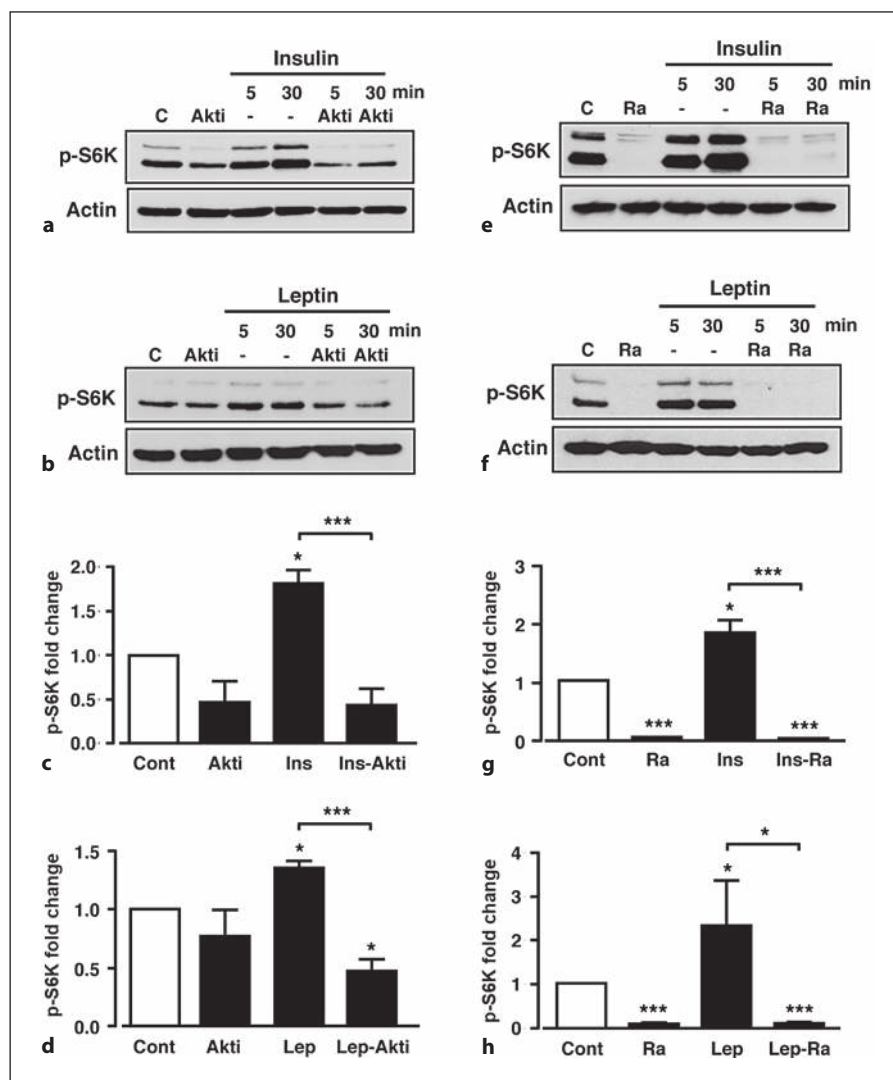 Insulin
5 30 5 30 min
C Akti - - Akti Akti
p-S6K
Actin
a
Leptin
5 30 5 30 min
C Akti - - Akti Akti
p-S6K
Actin
b
***
*
2.0
1.5
1.0
0.5
0.0
p-S6K fold change
Cont Akti Ins Ins-Akti
c
***
*
*
1.5
1.0
0.5
0.0
p-S6K fold change
Cont Akti Lep Lep-Akti
d
Insulin
5 30 5 30 min
C Ra - - Ra Ra
p-S6K
Actin
e
Leptin
5 30 5 30 min
C Ra - - Ra Ra
p-S6K
Actin
f
***
*
*** ***
3
2
1
0
p-S6K fold change
Cont Ra Ins Ins-Ra
g
*
*
*** ***
4
3
2
1
0
p-S6K fold change
Cont Ra Lep Lep-Ra
h